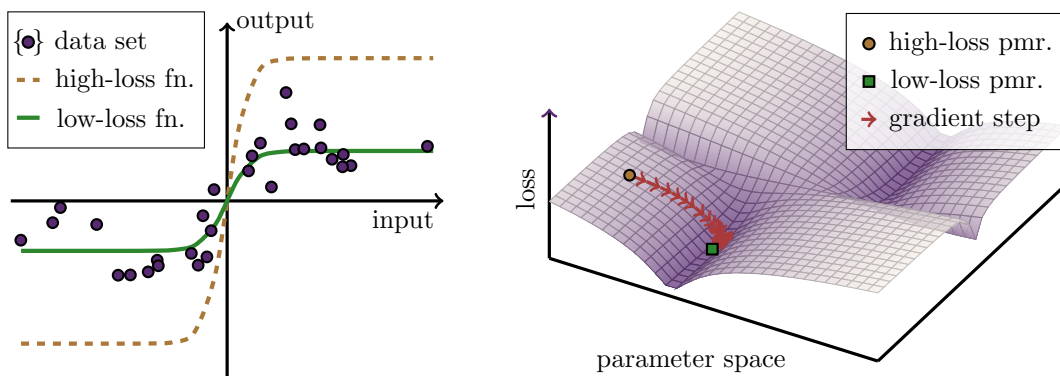 output
{ } data set
high-loss fn.
low-loss fn.
input
high-loss pmr.
low-loss pmr.
gradient step
loss
parameter space